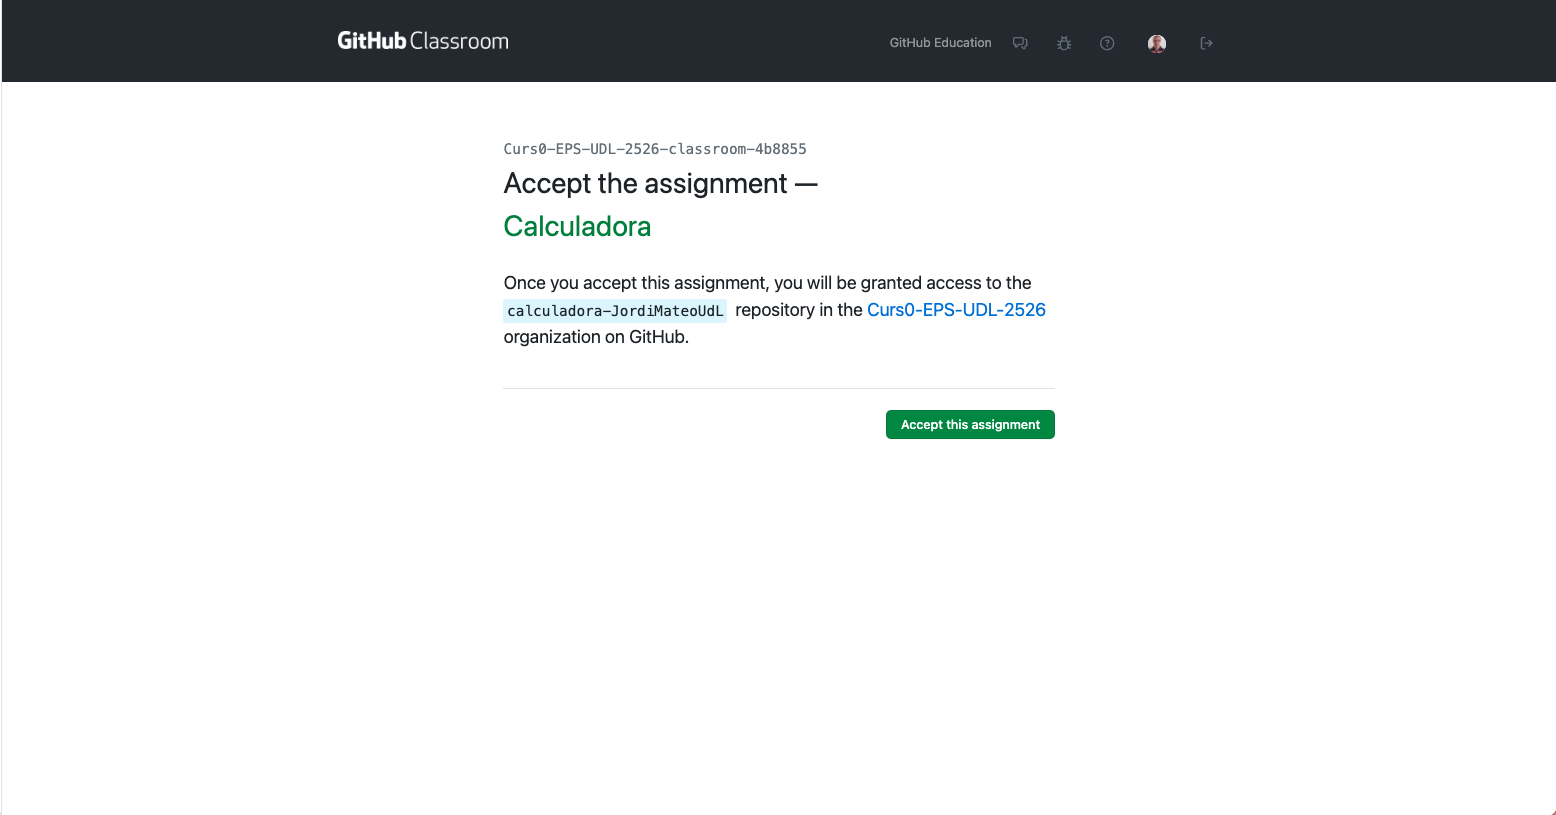 GitHub Classroom
GitHub Education
Curs0-EPS-UDL-2526-classroom-4b8855
Accept the assignment —
Calculadora
Once you accept this assignment, you will be granted access to the
calculadora-JordiMateoUdL repository in the Curs0-EPS-UDL-2526
organization on GitHub.
Accept this assignment